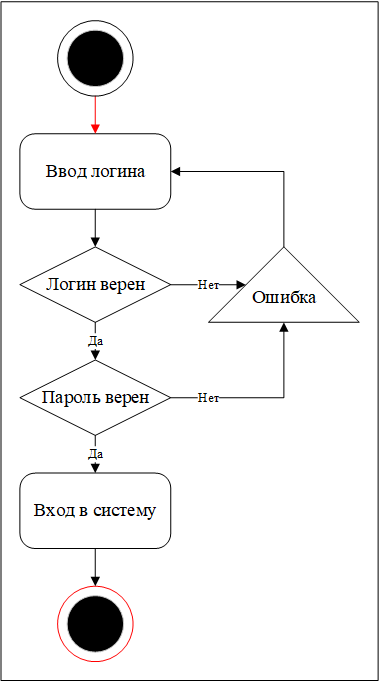 Ввод логина
Логин верен
Нет
Ошибка
Да
Пароль верен
Нет
Да
Вход в систему